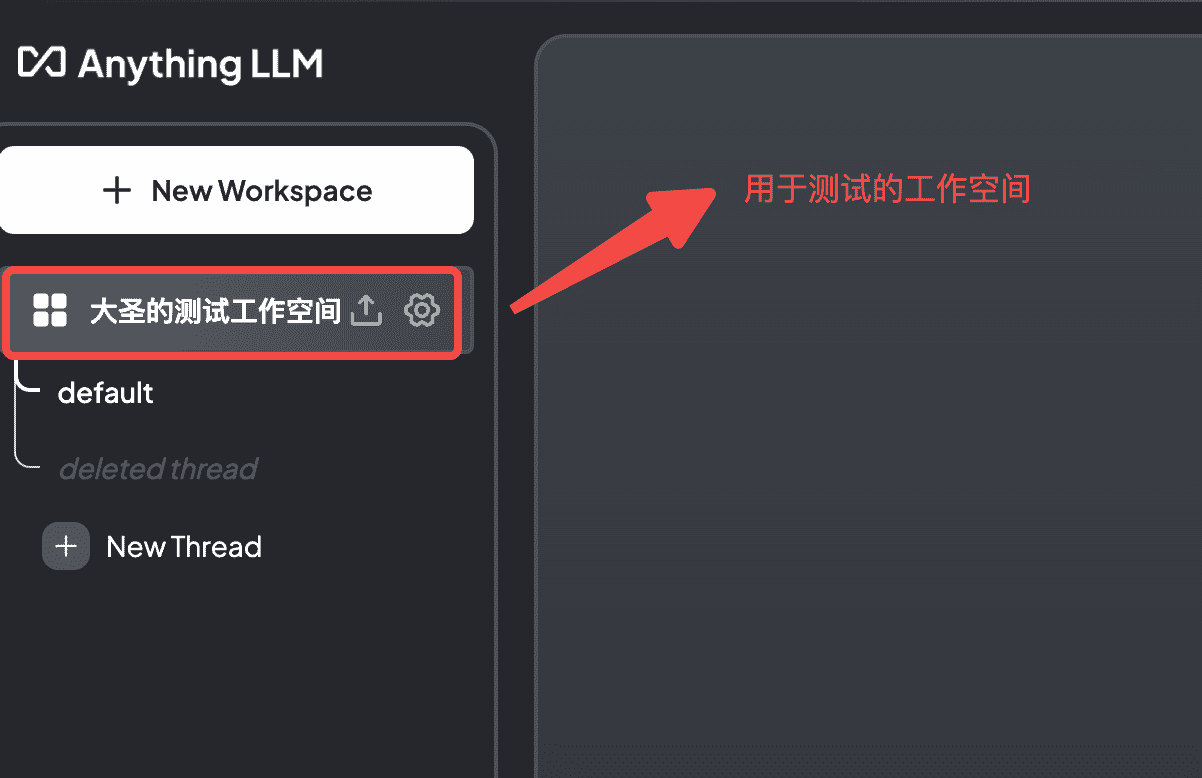 Anything LLM
New Workspace
用于测试的工作空间
大圣的测试工作空间
default
deleted thread
New Thread